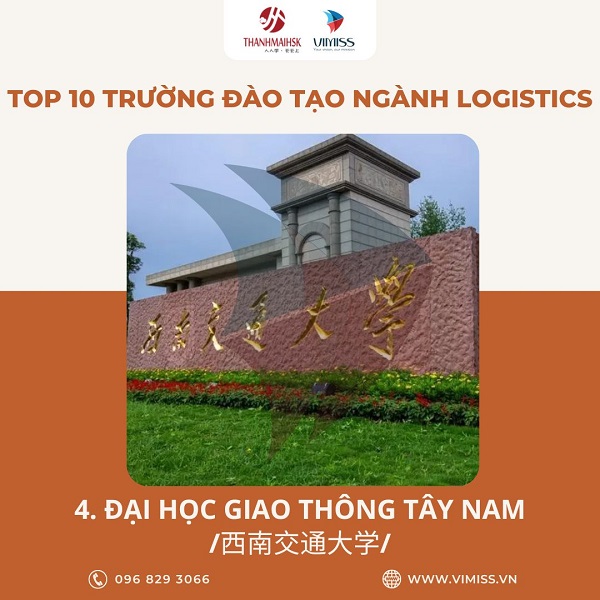 THANHMAIHSK
VIMISS
TOP 10 TRƯỜNG ĐÀO TẠO NGÀNH LOGISTICS
西南交通大學
4. ĐẠI HỌC GIAO THÔNG TÂY NAM
/西南交通大学/
096 829 3066
WWW.VIMISS.VN